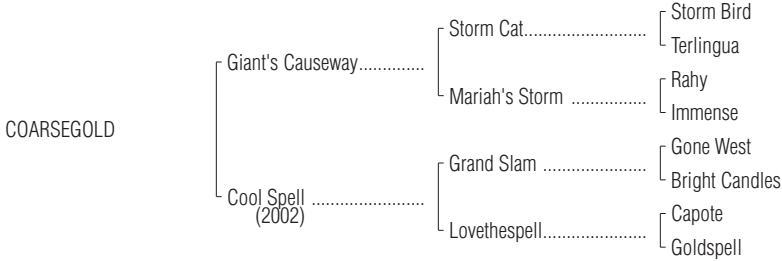 Storm Bird
Storm Cat..........................
Terlingua
Giant's Causeway..............
Rahy
Mariah's Storm ................
Immense
COARSEGOLD
Gone West
Grand Slam ......................
Bright Candles
Cool Spell ........................
(2002)
Capote
Lovethespell......................
Goldspell